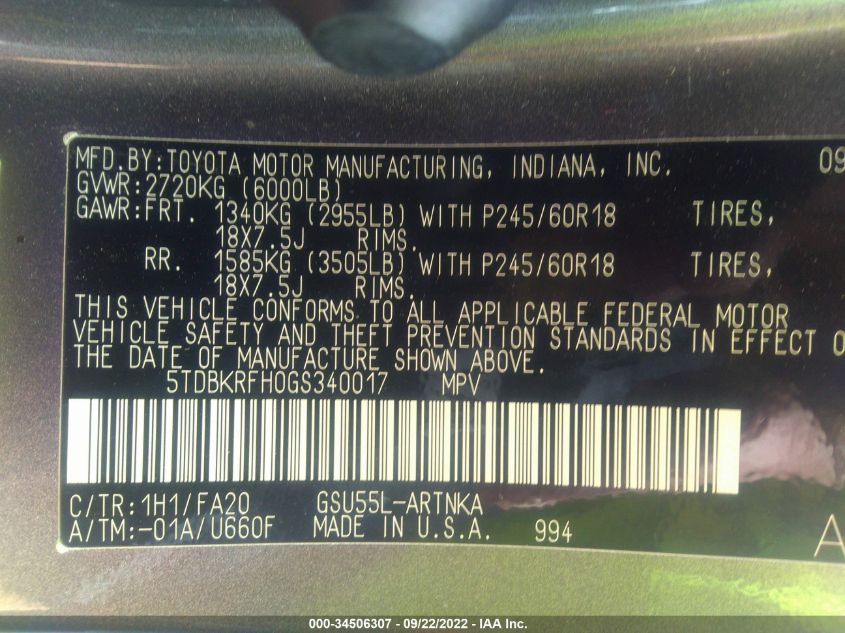 MFD.BY:TOYOTA MOTOR MANUFACTURING, INDIANA, INC. 09
GVWR:2720KG (6000LB)
GAWR:FRT. 1340KG (2955LB) WITH P245/60R18 TIRES,
18X7.5J RIMS.
RR. 1585KG (3505LB) WITH P245/60R18 TIRES,
18X7.5J RIMS.
THIS VEHICLE CONFORMS TO ALL APPLICABLE FEDERAL MOTOR
VEHICLE SAFETY AND THEFT PREVENTION STANDARDS IN EFFECT O
THE DATE OF MANUFACTURE SHOWN ABOVE.
5TDBKRFH0GS340017 MPV
C/TR:1H1/FA20 GSU55L-ARTNKA
A/TM:-01A/U660F MADE IN U.S.A. 994 A
000-34506307 - 09/22/2022 - IAA Inc.